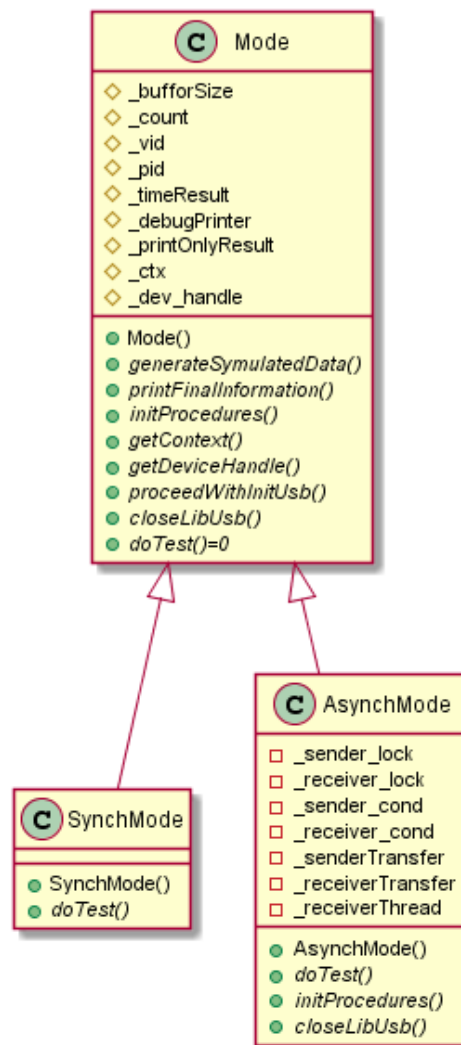 C Mode
_bufforSize
_count
_vid
_pid
_timeResult
_debugPrinter
_printOnlyResult
_ctx
_dev_handle
Mode()
generateSymulatedData()
printFinalInformation()
initProcedures()
getContext()
getDeviceHandle()
proceedWithInitUsb()
closeLibUsb()
doTest()=0
C SynchMode
SynchMode()
doTest()
C AsynchMode
_sender_lock
_receiver_lock
_sender_cond
_receiver_cond
_senderTransfer
_receiverTransfer
_receiverThread
AsynchMode()
doTest()
initProcedures()
closeLibUsb()